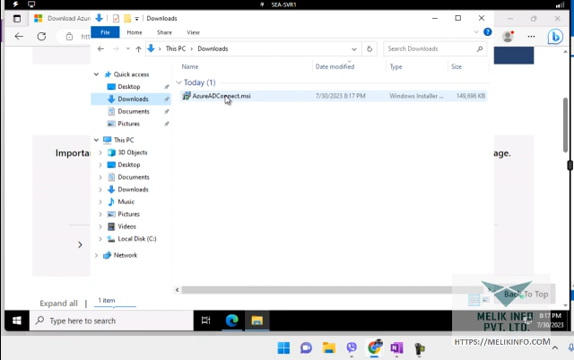 SEA-SVR1
Download Azur
Downloads
File
Home
Share
View
This PC > Downloads
Search Downloads
Name
Date modified
Type
Size
Quick access
Desktop
Downloads
Documents
Pictures
This PC
3D Objects
Desktop
Documents
Downloads
Music
Pictures
Videos
Local Disk (C:)
Network
Today (1)
AzureADConnect.msi
7/30/2023 8:17 PM
Windows Installer ...
149,696 KB
Importan
age.
1 item
Expand all
Back To Top
MELIK INFO
PVT. LTD.
Type here to search
8:17 PM
7/30/2023
HTTPS://MELIKINFO.COM